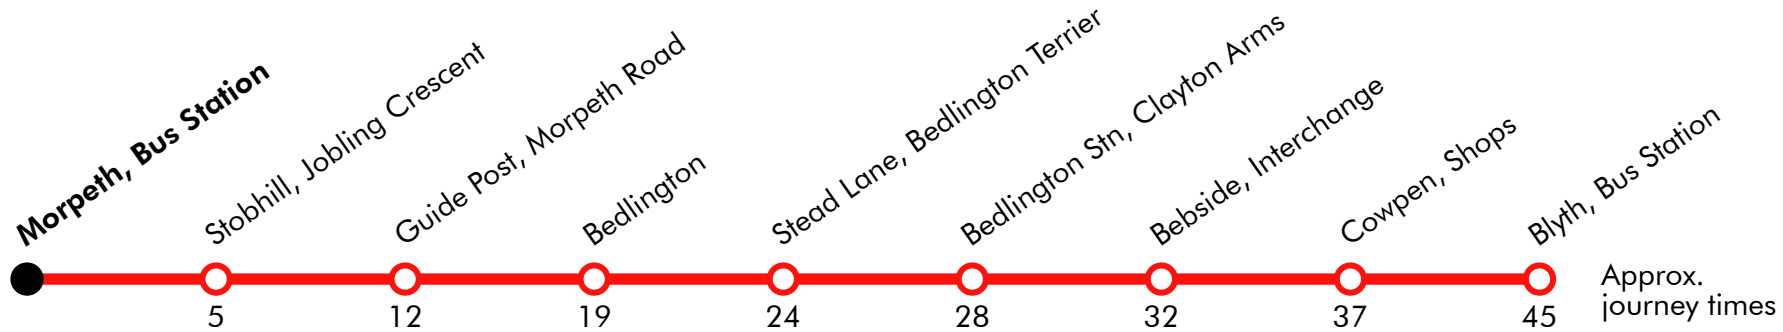 Morpeth, Bus Station
Stobhill, Jobling Crescent
Guide Post, Morpeth Road
Bedlington
Stead Lane, Bedlington Terrier
Bedlington Stn, Clayton Arms
Bebside, Interchange
Cowpen, Shops
Blyth, Bus Station
5 12 19 24 28 32 37 45
Approx.
journey times